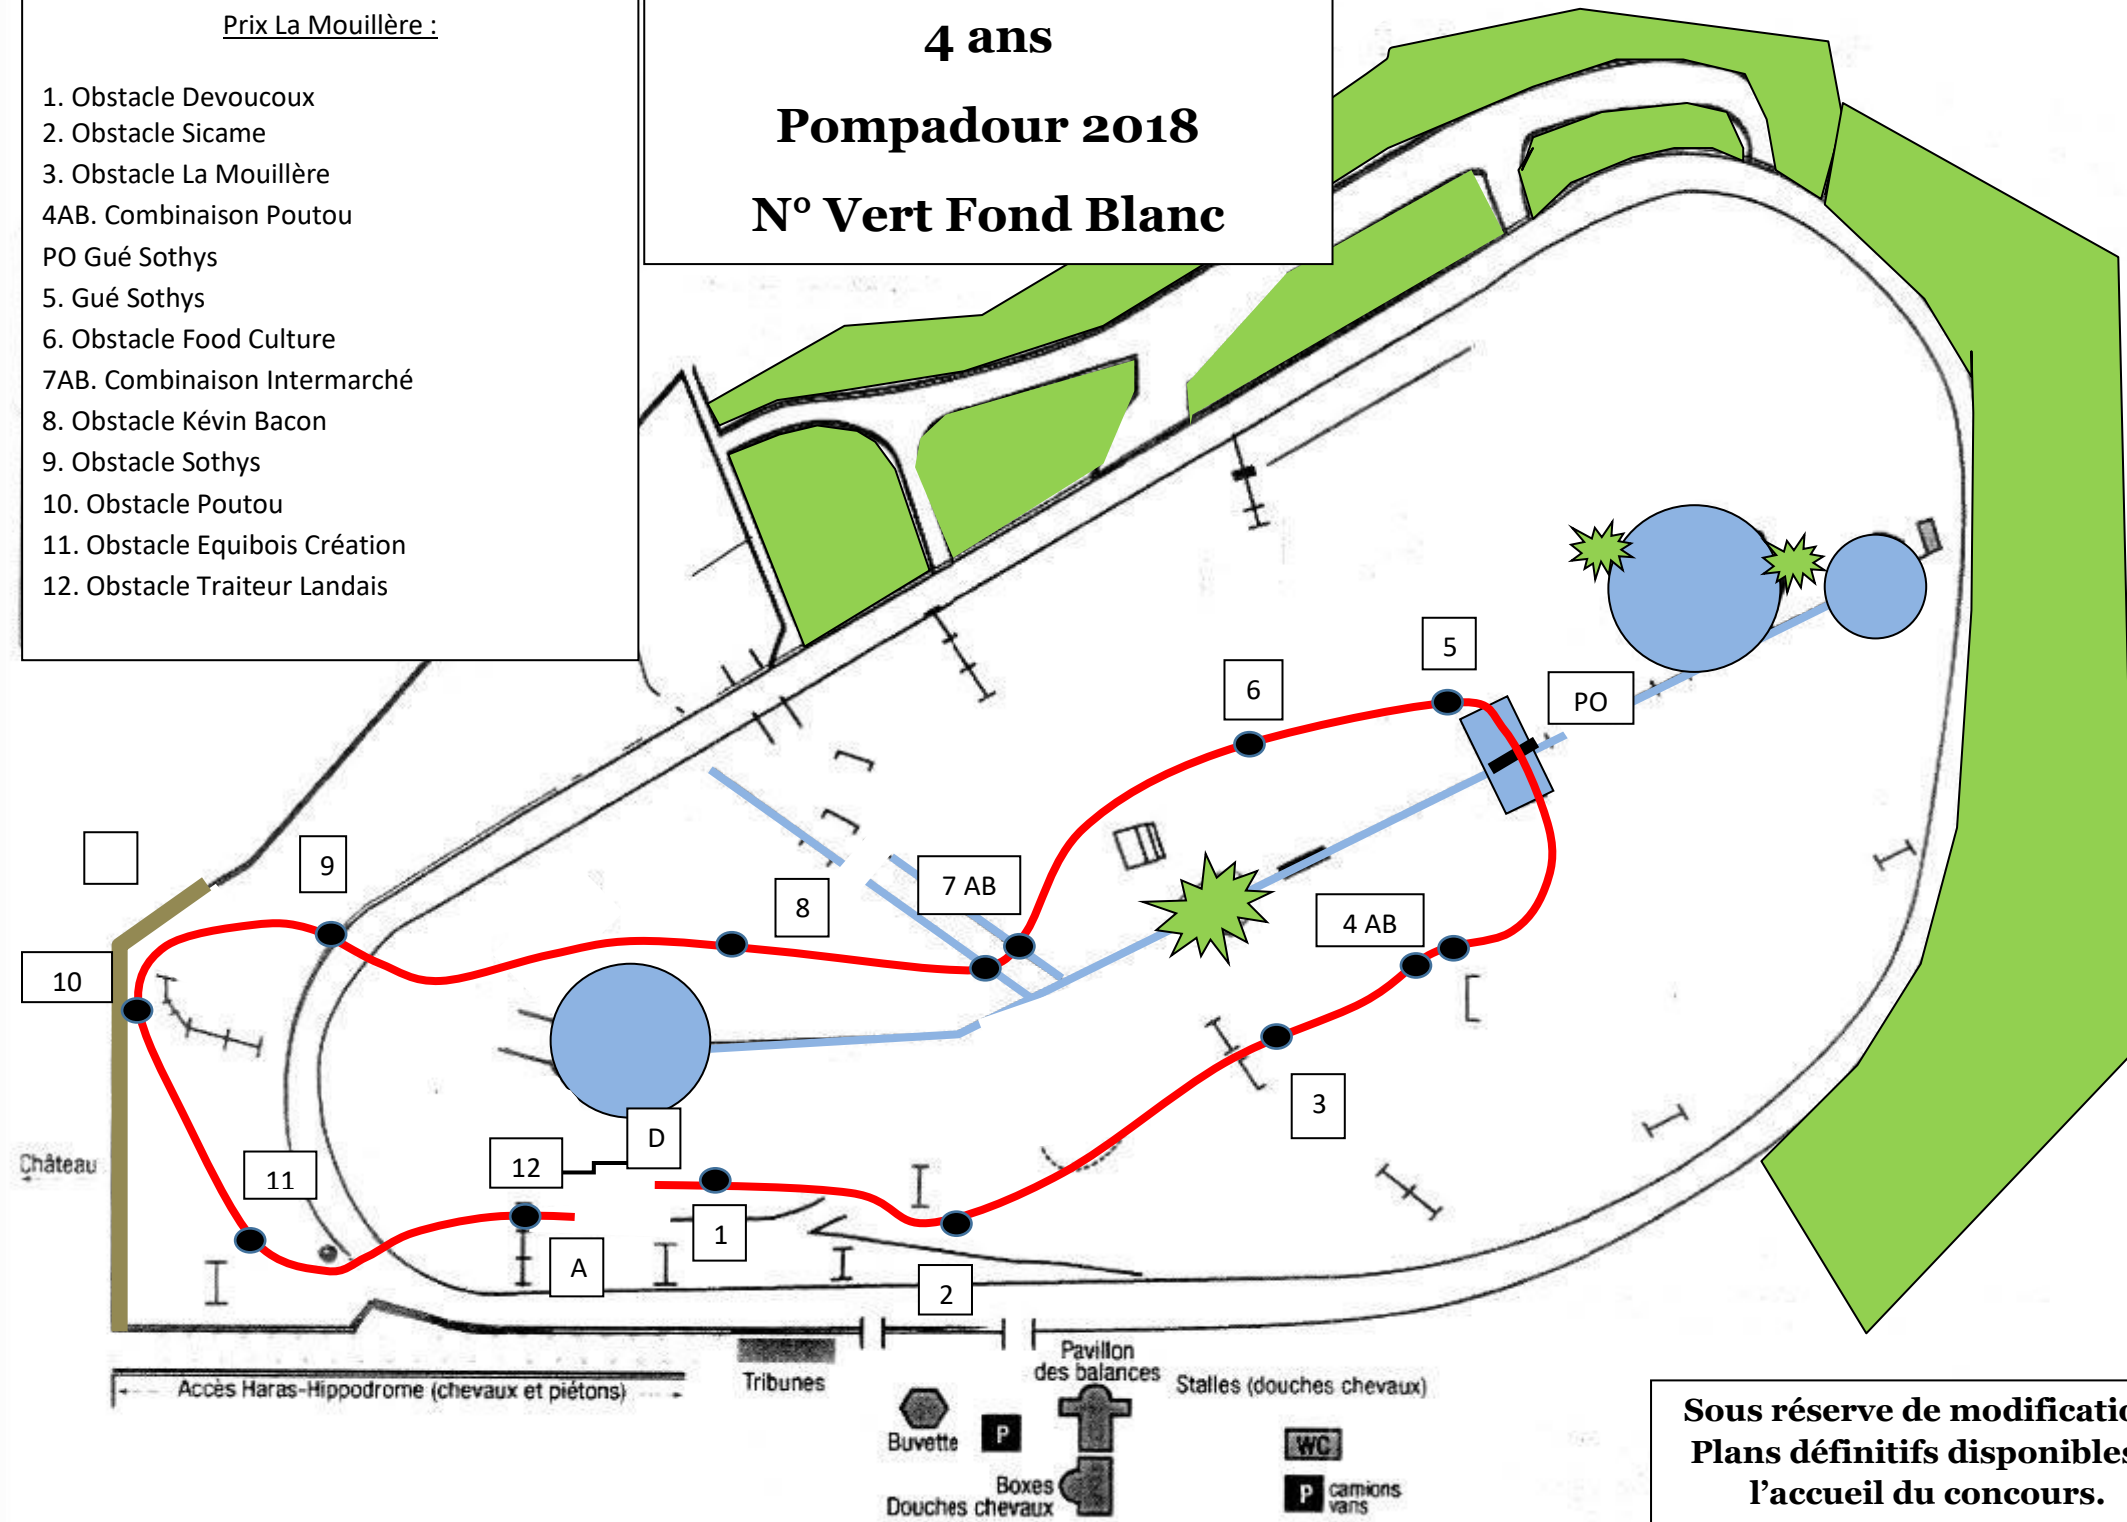 Prix La Mouillère :
1. Obstacle Devoucoux
2. Obstacle Sicame
3. Obstacle La Mouillère
4AB. Combinaison Poutou
PO Gué Sothys
5. Gué Sothys
6. Obstacle Food Culture
7AB. Combinaison Intermarché
8. Obstacle Kévin Bacon
9. Obstacle Sothys
10. Obstacle Poutou
11. Obstacle Equibois Création
12. Obstacle Traiteur Landais
4 ans
Pompadour 2018
N° Vert Fond Blanc
5
6
PO
9
7 AB
8
4 AB
10
3
D
12
Château
11
1
A
2
Accès Haras-Hippodrome (chevaux et piétons)
Tribunes
Pavillon
des balances
Stalles (douches chevaux)
Buvette
P
WC
Boxes
Douches chevaux
P camions
vans
Sous réserve de modificatio
Plans définitifs disponibles
l'accueil du concours.